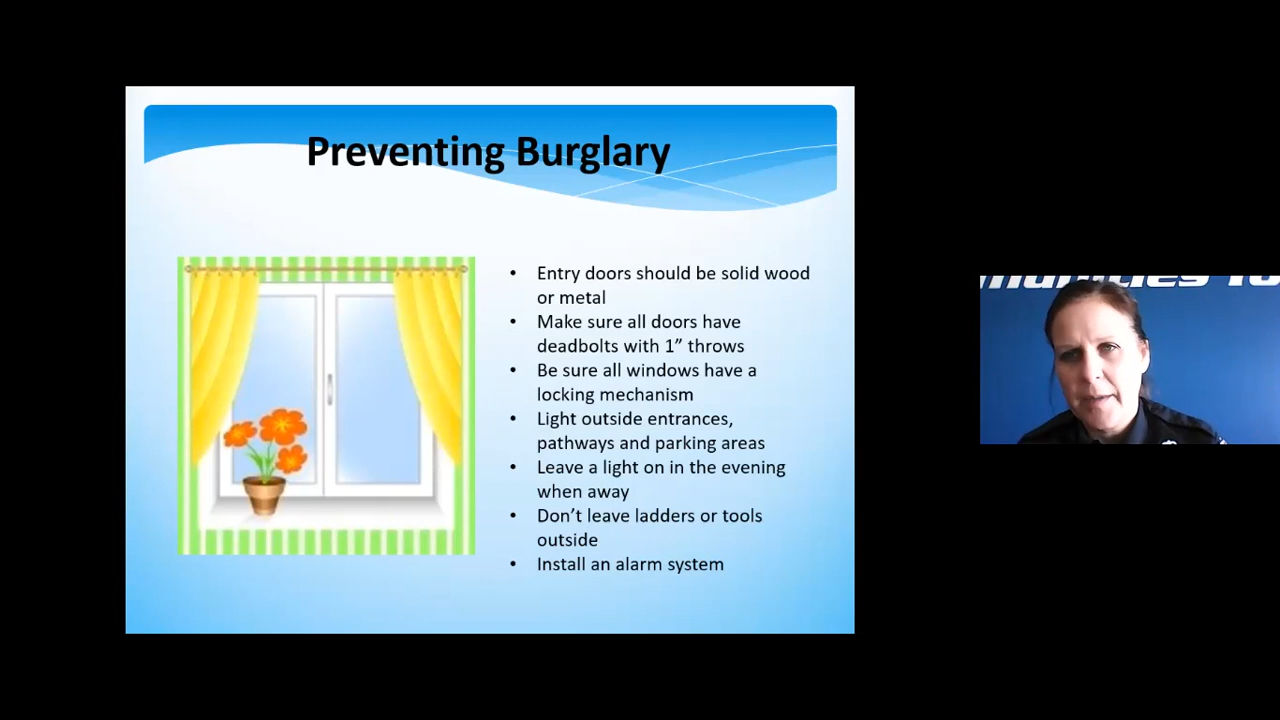 Preventing Burglary
• Entry doors should be solid wood
or metal
• Make sure all doors have
deadbolts with 1” throws
• Be sure all windows have a
locking mechanism
• Light outside entrances,
pathways and parking areas
• Leave a light on in the evening
when away
• Don’t leave ladders or tools
outside
• Install an alarm system